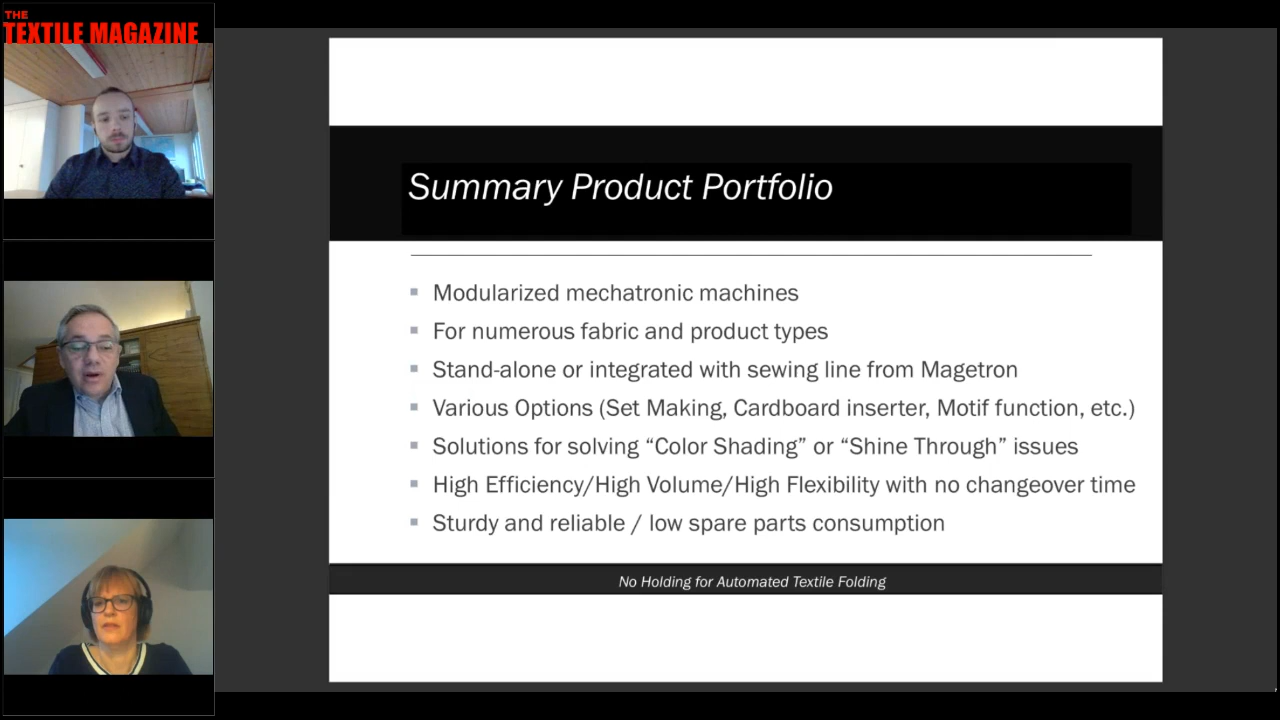 THE
TEXTILE MAGAZINE
Summary Product Portfolio
Modularized mechatronic machines
For numerous fabric and product types
Stand-alone or integrated with sewing line from Magetron
Various Options (Set Making, Cardboard inserter, Motif function, etc.)
Solutions for solving “Color Shading” or “Shine Through” issues
High Efficiency/High Volume/High Flexibility with no changeover time
Sturdy and reliable / low spare parts consumption
No Holding for Automated Textile Folding